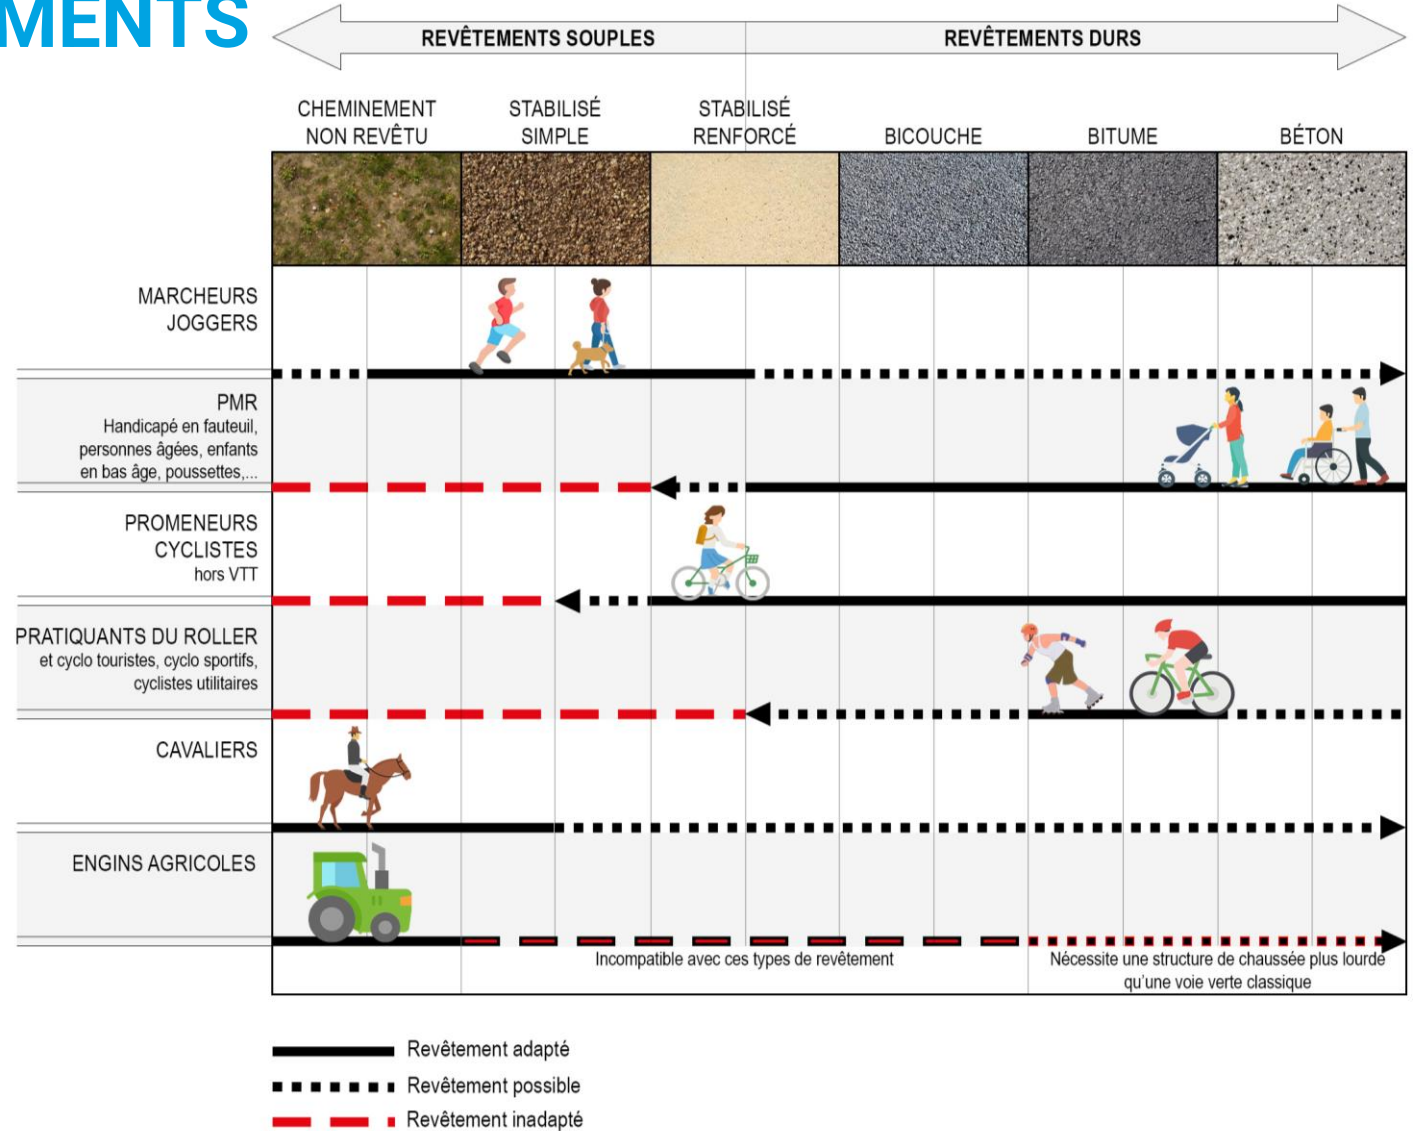 MENTS
REVÊTEMENTS SOUPLES
REVÊTEMENTS DURS
CHEMINEMENT
NON REVÊTU
STABILISÉ
SIMPLE
STABILISÉ
RENFORCÉ
BICOUCHE
BITUME
BÉTON
MARCHEURS
JOGGERS
PMR
Handicapé en fauteuil,
personnes âgées, enfants
en bas âge, poussettes,...
PROMENEURS
CYCLISTES
hors VTT
PRATIQUANTS DU ROLLER
et cyclo touristes, cyclo sportifs,
cyclistes utilitaires
CAVALIERS
ENGINS AGRICOLES
Incompatible avec ces types de revêtement
Nécessite une structure de chaussée plus lourde
qu'une voie verte classique
Revêtement adapté
Revêtement possible
Revêtement inadapté